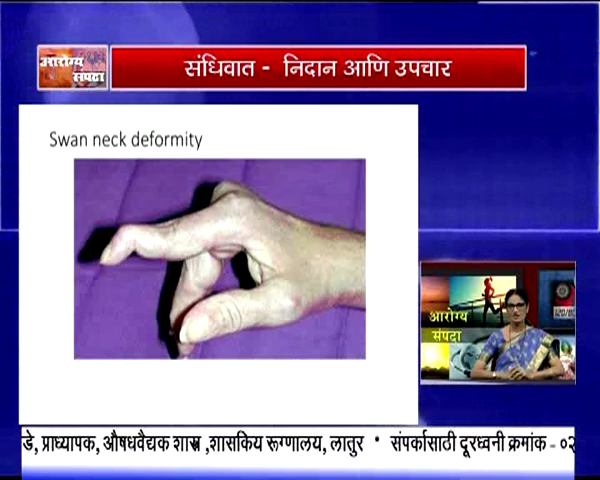 आरोग्य
संपदा
संधिवात - निदान आणि उपचार
Swan neck deformity
आरोग्य
संपदा
डे, प्राध्यापक, औषधवैद्यक शास्त्र ,शासकिय रूग्णालय, लातुर * संपर्कासाठी दूरध्वनी क्रमांक - ०२